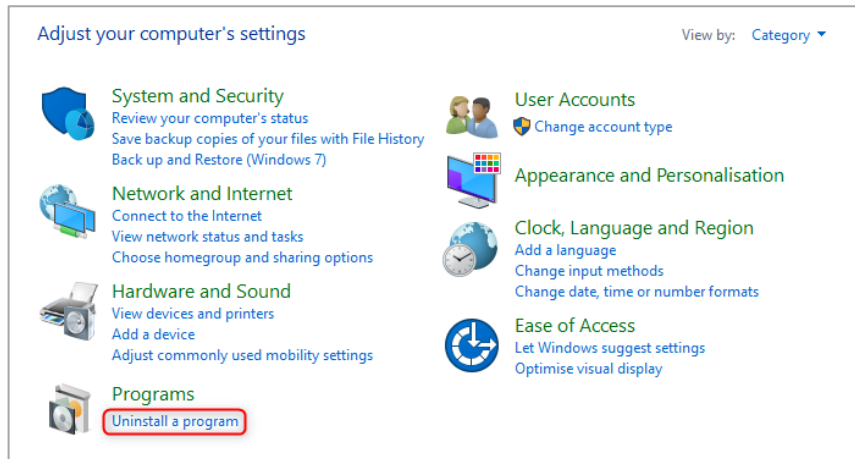 Adjust your computer's settings
View by: Category
System and Security
Review your computer's status
Save backup copies of your files with File History
Back up and Restore (Windows 7)
Network and Internet
Connect to the Internet
View network status and tasks
Choose homegroup and sharing options
Hardware and Sound
View devices and printers
Add a device
Adjust commonly used mobility settings
Programs
Uninstall a program
User Accounts
Change account type
Appearance and Personalisation
Clock, Language and Region
Add a language
Change input methods
Change date, time or number formats
Ease of Access
Let Windows suggest settings
Optimise visual display